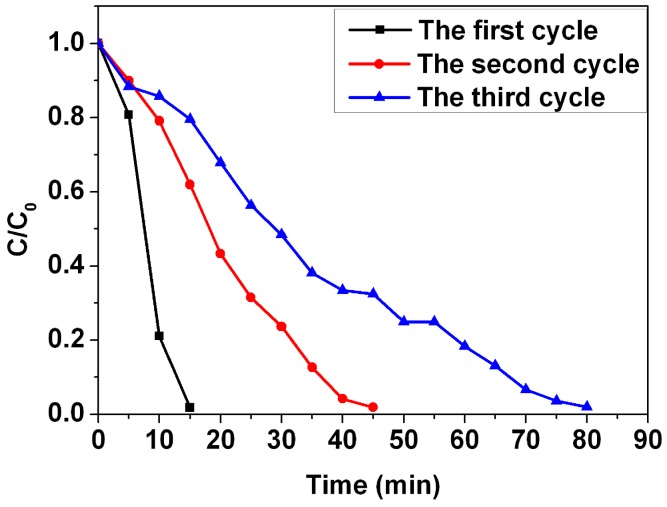 The first cycle
The second cycle
The third cycle
1.0
0.8
0.6
0.4
0.2
0.0
C/C₀
0 10 20 30 40 50 60 70 80 90
Time (min)